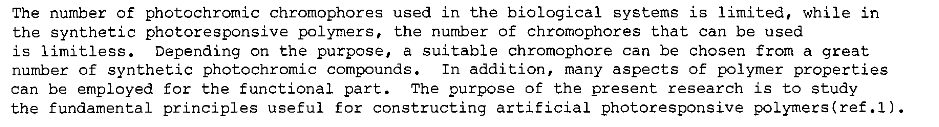 The number of photochromic chromophores used in the biological systems is limited, while in
the synthetic photoresponsive polymers, the number of chromophores that can be used
is limitless.  Depending on the purpose, a suitable chromophore can be chosen from a great
number of synthetic photochromic compounds.  In addition, many aspects of polymer properties
can be employed for the functional part.  The purpose of the present research is to study
the fundamental principles useful for constructing artificial photoresponsive polymers(ref.1).